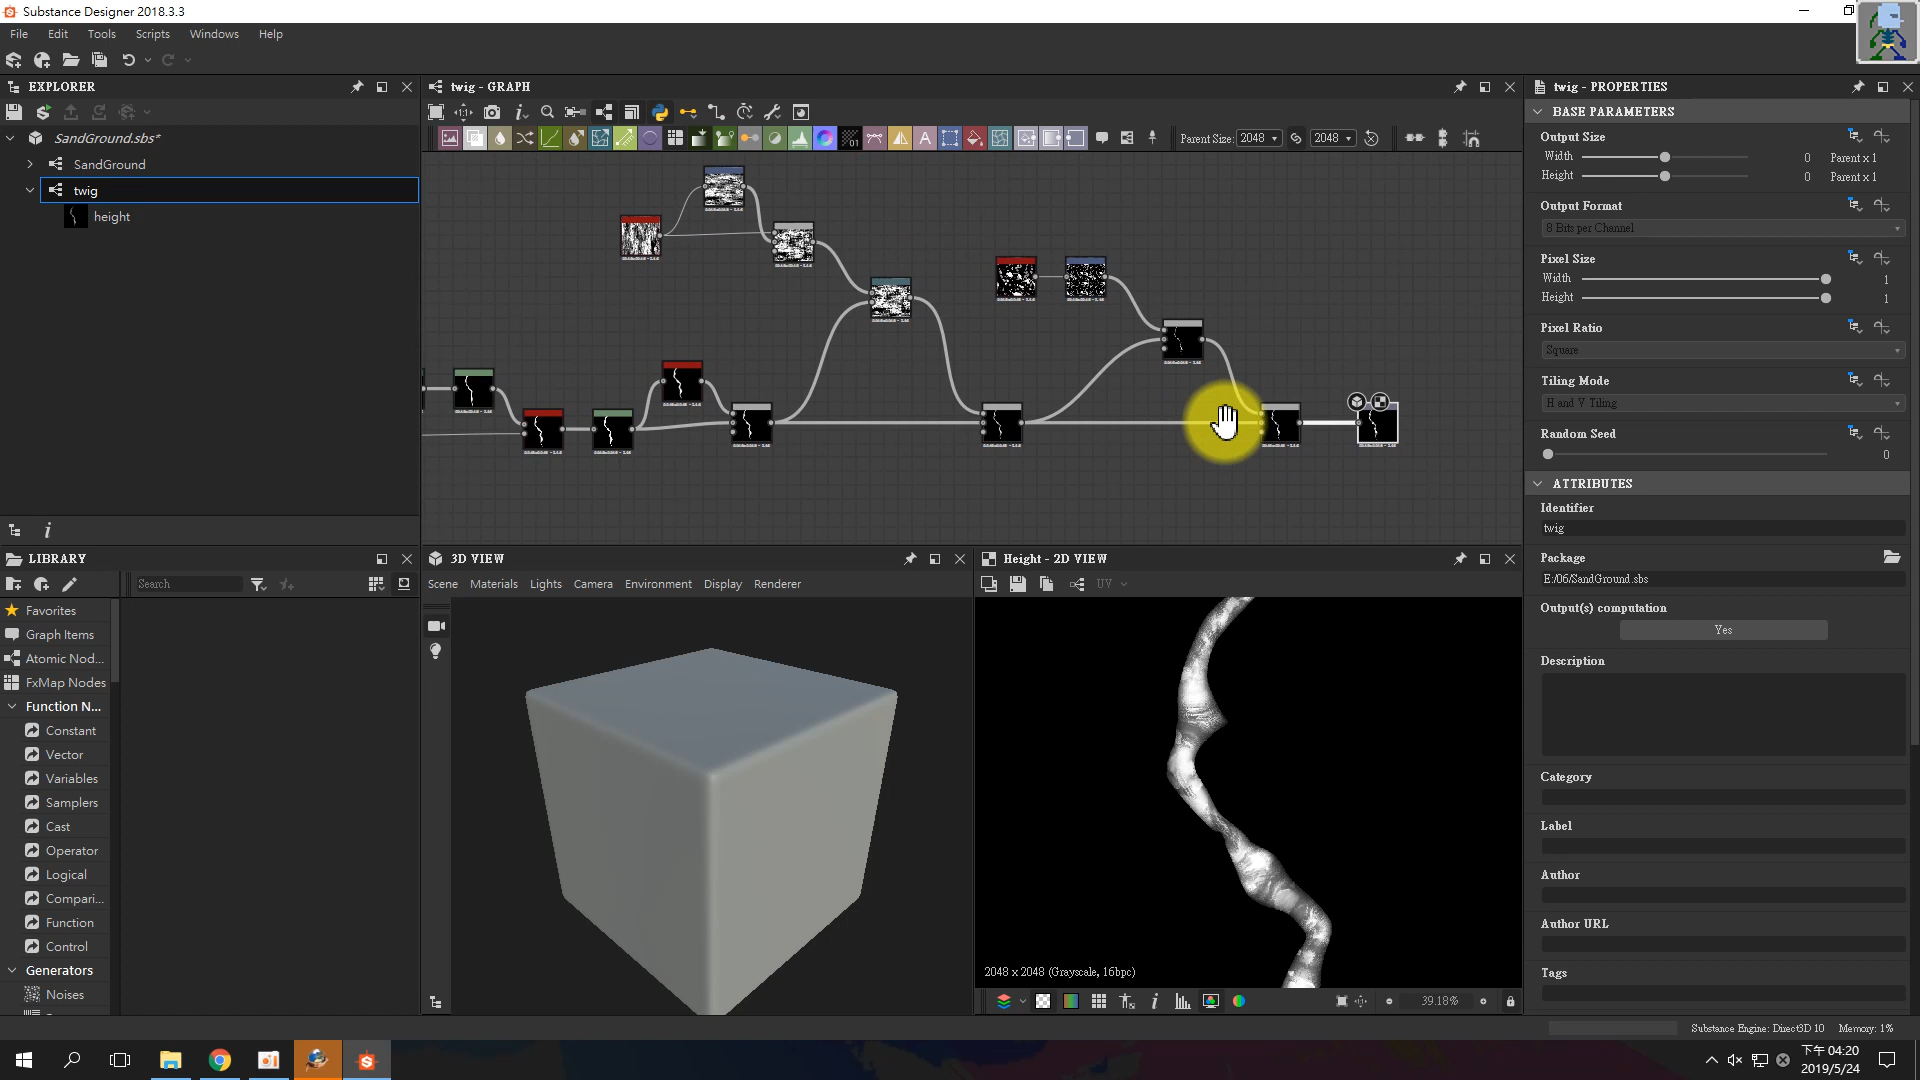 Substance Designer 2018.3.3
File Edit Tools Scripts Windows Help
EXPLORER
SandGround.sbs*
SandGround
twig
height
twig - GRAPH
Parent Size: 2048 2048
twig - PROPERTIES
BASE PARAMETERS
Output Size
Width 0 Parent x 1
Height 0 Parent x 1
Output Format
8 Bits per Channel
Pixel Size
Width 1
Height 1
Pixel Ratio
Square
Tiling Mode
H and V Tiling
Random Seed
0
ATTRIBUTES
Identifier
twig
Package
E:/06/SandGround.sbs
Output(s) computation
Yes
Description
Category
Label
Author
Author URL
Tags
LIBRARY
Search
Favorites
Graph Items
Atomic Nod...
FxMap Nodes
Function N...
Constant
Vector
Variables
Samplers
Cast
Operator
Logical
Compari...
Function
Control
Generators
Noises
3D VIEW
Scene Materials Lights Camera Environment Display Renderer
Height - 2D VIEW
UV
2048 x 2048 (Grayscale, 16bpc)
39.18%
Substance Engine: Direct3D 10 Memory: 1%
下午 04:20
2019/5/24